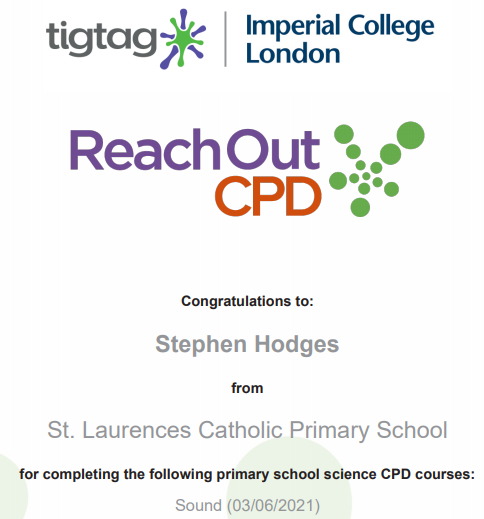 tigtag
Imperial College
London
ReachOut
CPD
Congratulations to:
Stephen Hodges
from
St. Laurences Catholic Primary School
for completing the following primary school science CPD courses:
Sound (03/06/2021)